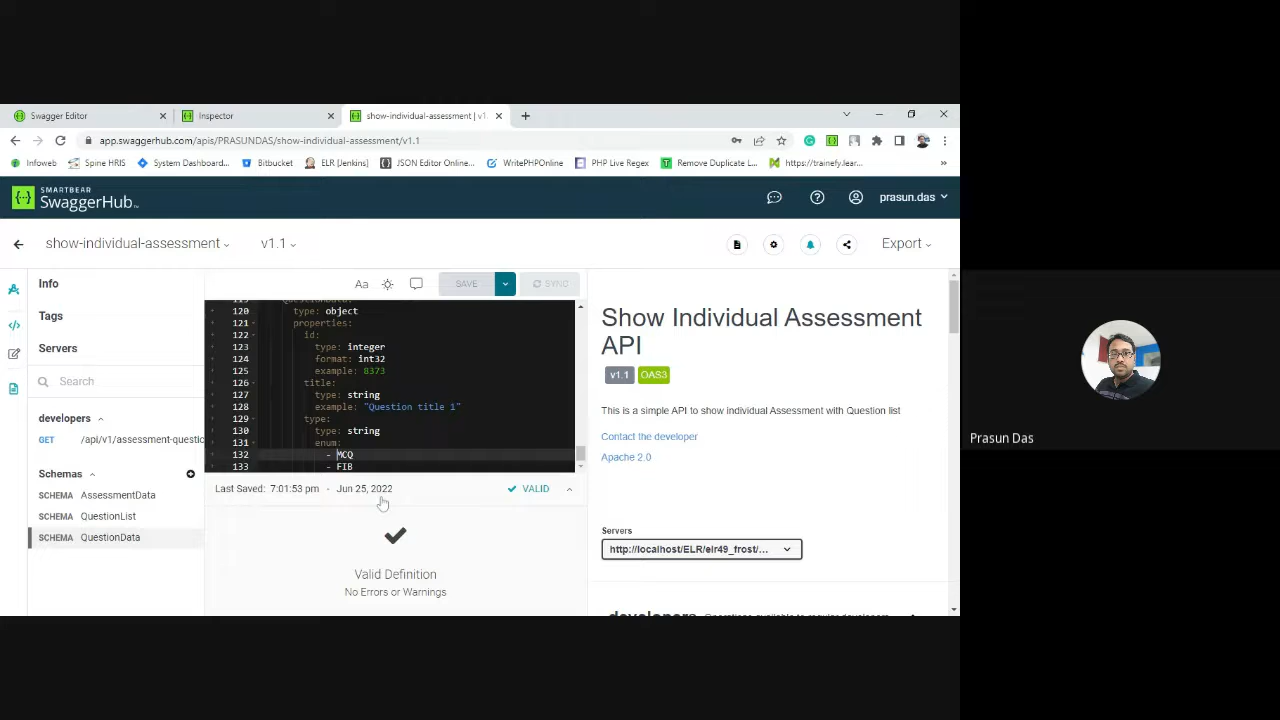 Swagger Editor
Inspector
show-individual-assessment | v1.
app.swaggerhub.com/apis/PRASUNDAS/show-individual-assessment/v1.1
Infoweb
Spine HRIS
System Dashboard...
Bitbucket
ELR [Jenkins]
JSON Editor Online...
WritePHPOnline
PHP Live Regex
Remove Duplicate L...
https://trainefy.lear...
SMARTBEAR
SwaggerHub
prasun.das
show-individual-assessment
v1.1
Export
Info
Tags
Servers
Search
developers
GET /api/v1/assessment-questic
Schemas
SCHEMA AssessmentData
SCHEMA QuestionList
SCHEMA QuestionData
Aa
SAVE
SYNC
120 type: object
121 properties:
122 id:
123 type: integer
124 format: int32
125 example: 8373
126 title:
127 type: string
128 example: "Question title 1"
129 type:
130 type: string
131 enum:
132 - MCQ
133 - FIB
Last Saved: 7:01:53 pm - Jun 25, 2022
VALID
Valid Definition
No Errors or Warnings
Show Individual Assessment
API
v1.1 OAS3
This is a simple API to show individual Assessment with Question list
Contact the developer
Apache 2.0
Servers
http://localhost/ELR/elr49_frost/...
developers
Prasun Das